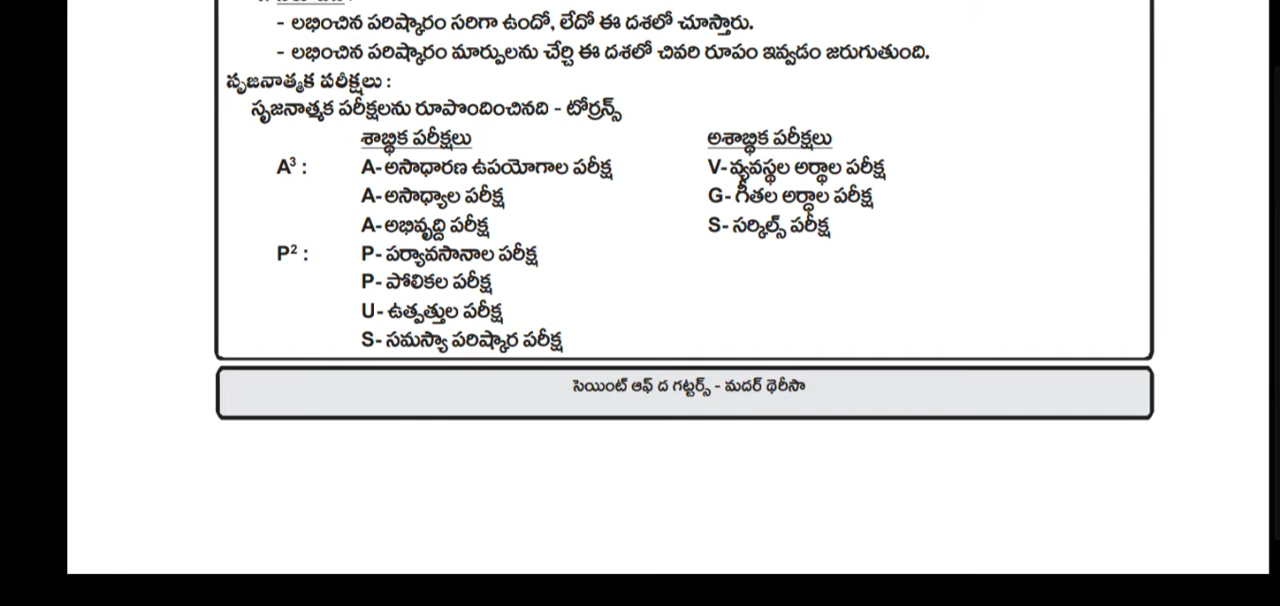 - లభించిన పరిష్కారం సరిగా ఉందో, లేదో ఈ దశలో చూస్తారు.
- లభించిన పరిష్కారం మార్పులను చేర్చి ఈ దశలో చివరి రూపం ఇవ్వడం జరుగుతుంది.
సృజనాత్మక పరీక్షలు :
సృజనాత్మక పరీక్షలను రూపొందించినది - టోర్రన్స్
శాబ్ధిక పరీక్షలు అశాబ్ధిక పరీక్షలు
A³ : A- అసాధారణ ఉపయోగాల పరీక్ష V- వ్యవస్థల అర్థాల పరీక్ష
A- అసాధ్యాల పరీక్ష G- గీతల అర్థాల పరీక్ష
A- అభివృద్ది పరీక్ష S- సర్కిల్స్ పరీక్ష
P² : P- పర్యావసానాల పరీక్ష
P- పోలికల పరీక్ష
U- ఉత్పత్తుల పరీక్ష
S- సమస్యా పరిష్కార పరీక్ష
సెయింట్ ఆఫ్ ద గట్టర్స్ - మదర్ థెరీసా